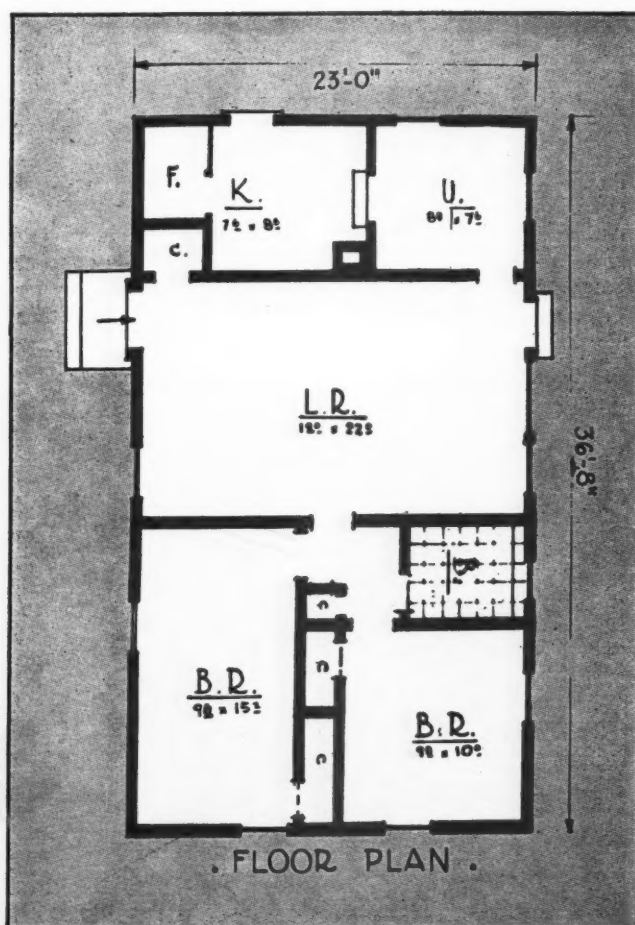 23'-0"
F.
K.
U.
C.
L.R.
36'-8"
B
C
B.R.
C
B.R.
C
. FLOOR PLAN .